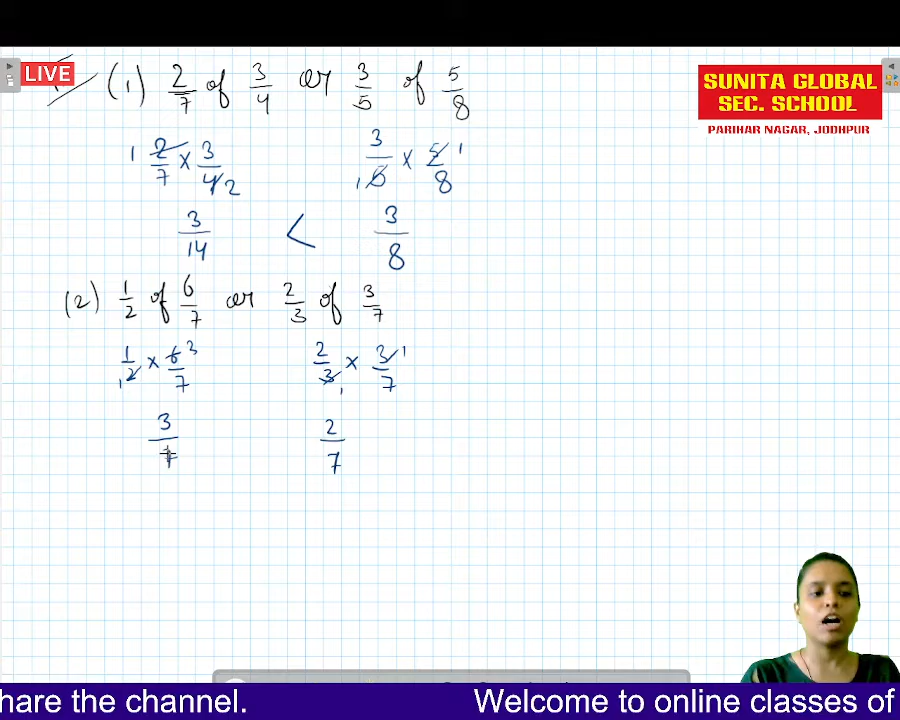 LIVE
(1) 2/7 of 3/4 or 3/5 of 5/8
SUNITA GLOBAL
SEC. SCHOOL
PARIHAR NAGAR, JODHPUR
1 2/7 × 3/4 2 3/5 1 × 5/8 1
3/14 < 3/8
(2) 1/2 of 6/7 or 2/3 of 3/7
1/2 1 × 6/7 3 2/3 1 × 3/7 1
3/7 2/7
hare the channel. Welcome to online classes of